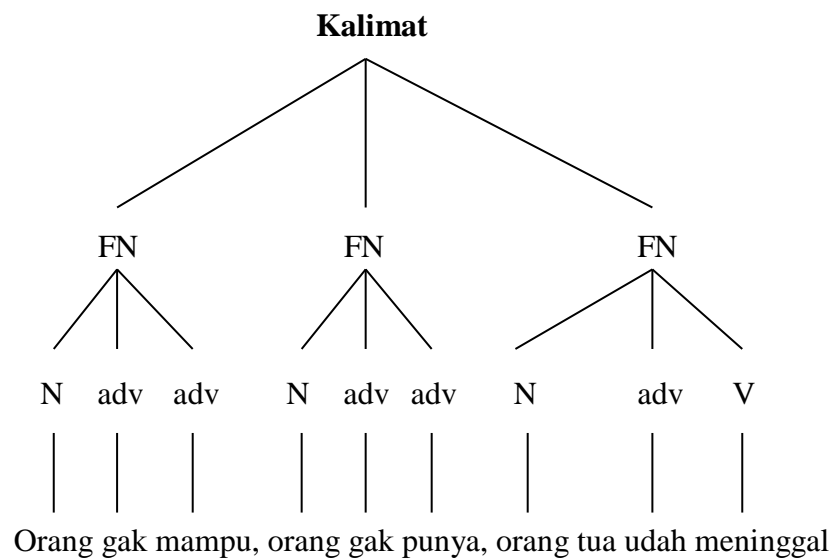 Kalimat
FN FN FN
N adv adv N adv adv N adv V
Orang gak mampu, orang gak punya, orang tua udah meninggal